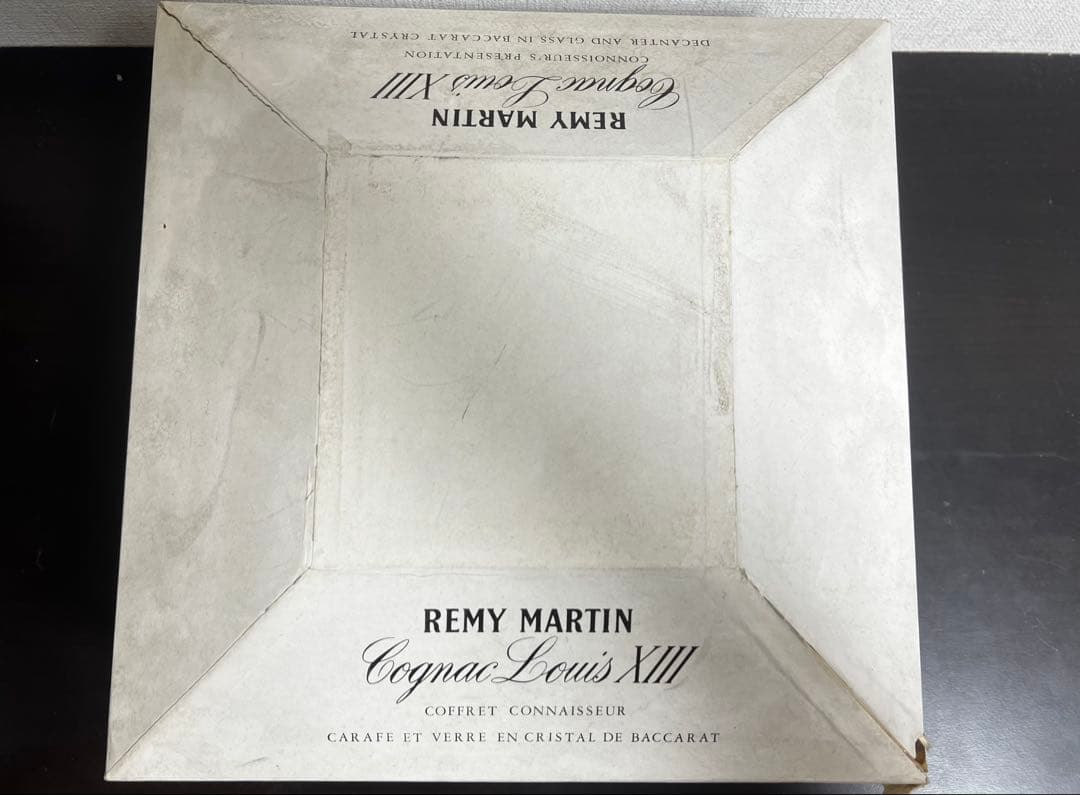 DECANTER AND GLASS IN BACCARAT CRYSTAL
CONNOISSEUR'S PRESENTATION
Cognac Louis XIII
REMY MARTIN
REMY MARTIN
Cognac Louis XIII
COFFRET CONNAISSEUR
CARAFE ET VERRE EN CRISTAL DE BACCARAT